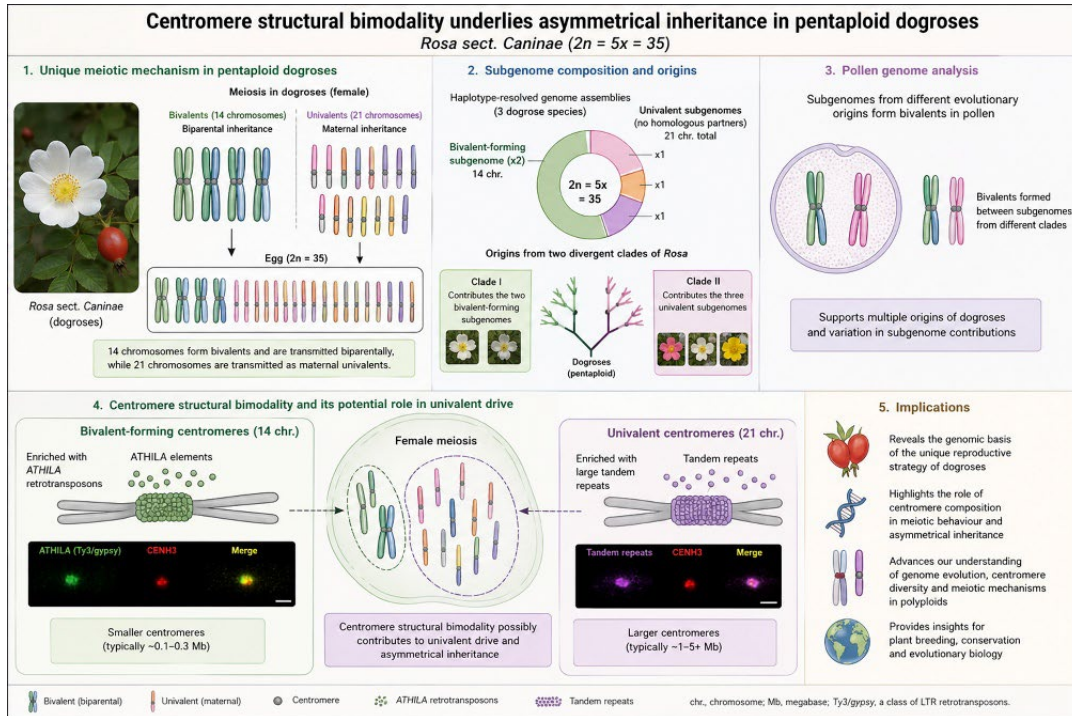 Centromere structural bimodality underlies asymmetrical inheritance in pentaploid dogroses
Rosa sect. Caninae (2n = 5x = 35)
1. Unique meiotic mechanism in pentaploid dogroses
Meiosis in dogroses (female)
Bivalents (14 chromosomes)
Biparental inheritance
Univalents (21 chromosomes)
Maternal inheritance
Egg (2n = 35)
Rosa sect. Caninae
(dogroses)
14 chromosomes form bivalents and are transmitted biparentally,
while 21 chromosomes are transmitted as maternal univalents.
2. Subgenome composition and origins
Haplotype-resolved genome assemblies
(3 dogrose species)
Univalent subgenomes
(no homologous partners)
21 chr. total
Bivalent-forming
subgenome (x2)
14 chr.
2n = 5x
= 35
x1
x1
x1
Origins from two divergent clades of Rosa
Clade I
Contributes the two
bivalent-forming
subgenomes
Dogroses
(pentaploid)
Clade II
Contributes the three
univalent subgenomes
3. Pollen genome analysis
Subgenomes from different evolutionary
origins form bivalents in pollen
Bivalents formed
between subgenomes
from different clades
Supports multiple origins of dogroses
and variation in subgenome contributions
4. Centromere structural bimodality and its potential role in univalent drive
Bivalent-forming centromeres (14 chr.)
Enriched with
ATHILA
retrotransposons
ATHILA elements
ATHILA (Ty3/gypsy)
CENH3
Merge
Smaller centromeres
(typically ~0.1–0.3 Mb)
Female meiosis
Centromere structural bimodality possibly
contributes to univalent drive and
asymmetrical inheritance
Univalent centromeres (21 chr.)
Enriched with
large tandem
repeats
Tandem repeats
Tandem repeats
CENH3
Merge
Larger centromeres
(typically ~1–5+ Mb)
5. Implications
Reveals the genomic basis
of the unique reproductive
strategy of dogroses
Highlights the role of
centromere composition
in meiotic behaviour and
asymmetrical inheritance
Advances our understanding
of genome evolution, centromere
diversity and meiotic mechanisms
in polyploids
Provides insights for
plant breeding, conservation
and evolutionary biology
Bivalent (biparental)
Univalent (maternal)
Centromere
ATHILA retrotransposons
Tandem repeats
chr., chromosome; Mb, megabase; Ty3/gypsy, a class of LTR retrotransposons.